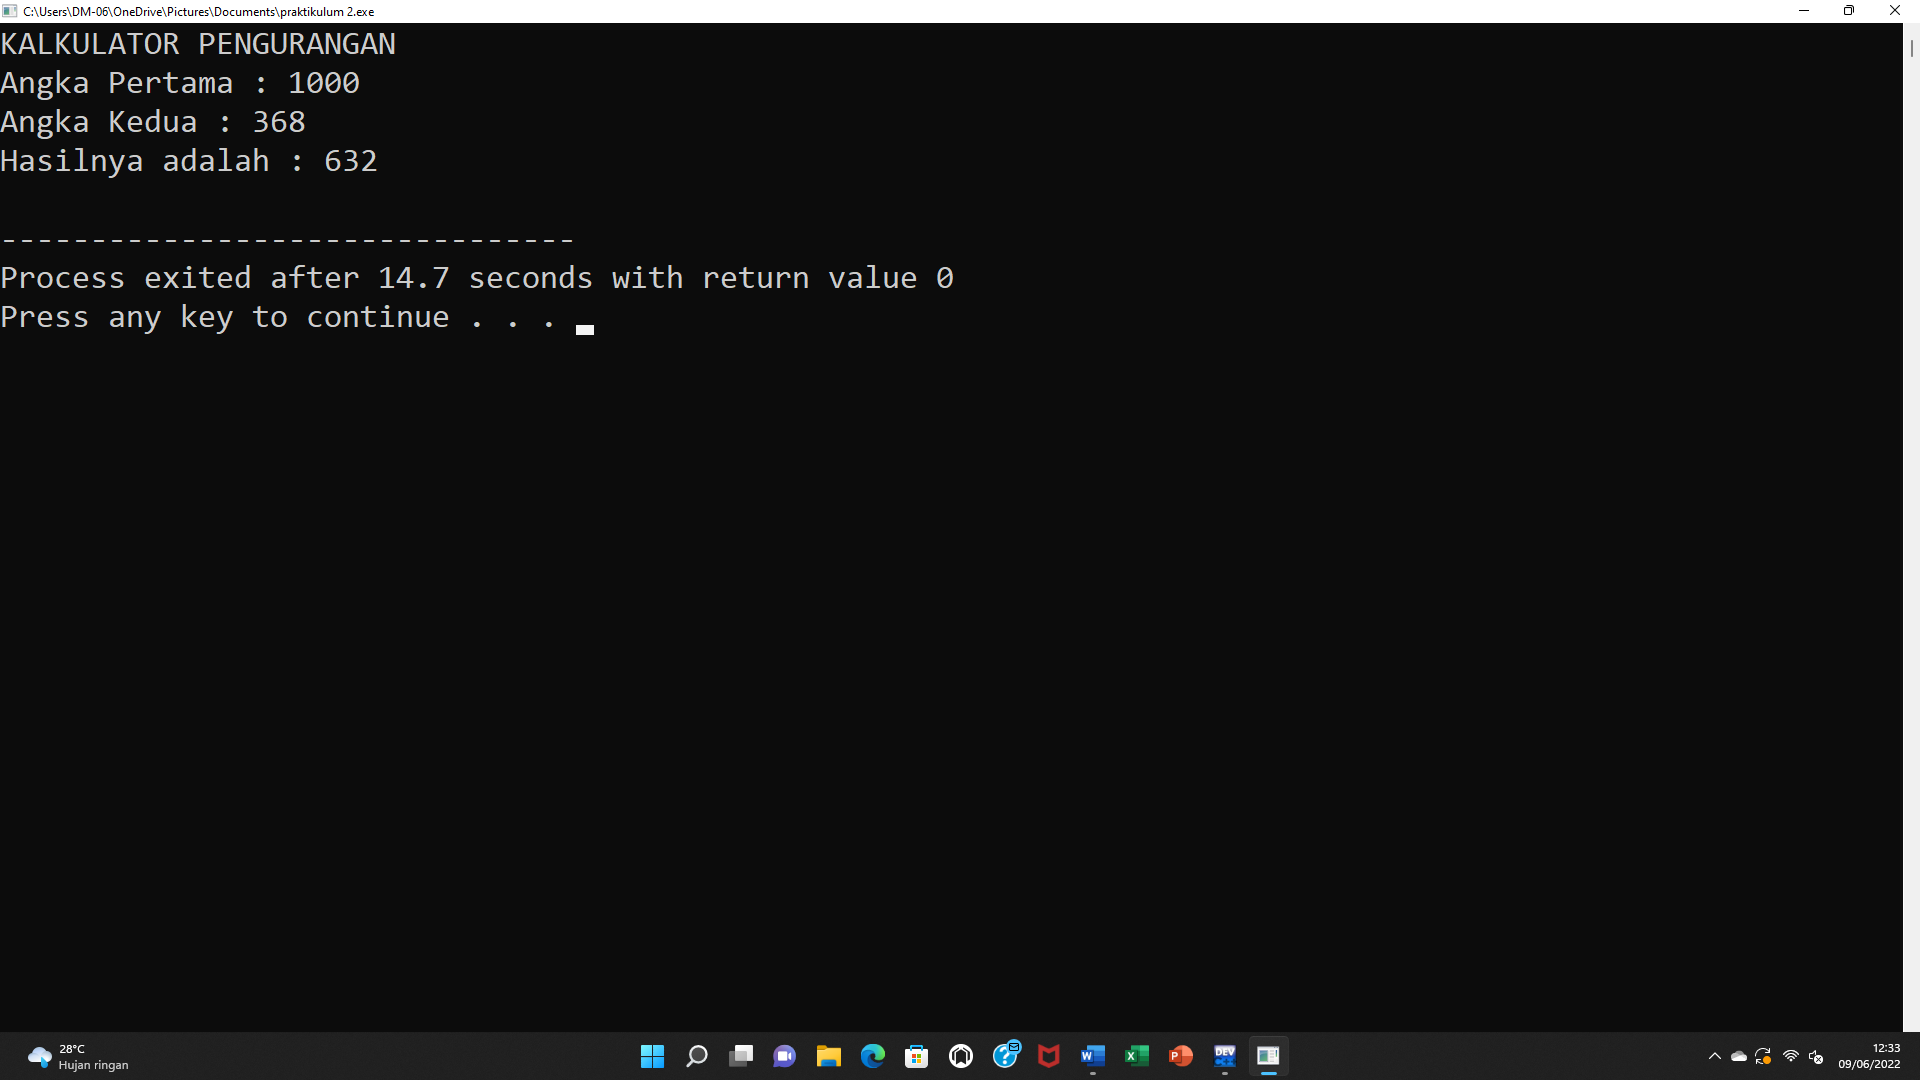 C:\Users\DM-06\OneDrive\Pictures\Documents\praktikulum 2.exe
KALKULATOR PENGURANGAN
Angka Pertama : 1000
Angka Kedua : 368
Hasilnya adalah : 632
--------------------------------
Process exited after 14.7 seconds with return value 0
Press any key to continue . . .
28°C
Hujan ringan
DEV
C++
12:33
09/06/2022